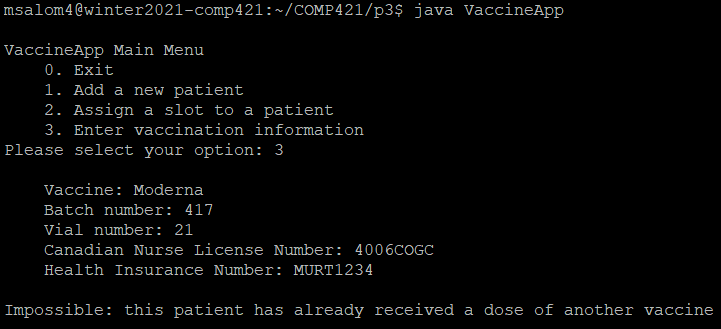 msalom4@winter2021-comp421:~/COMP421/p3$ java VaccineApp
VaccineApp Main Menu
0. Exit
1. Add a new patient
2. Assign a slot to a patient
3. Enter vaccination information
Please select your option: 3
Vaccine: Moderna
Batch number: 417
Vial number: 21
Canadian Nurse License Number: 4006COGC
Health Insurance Number: MURT1234
Impossible: this patient has already received a dose of another vaccine